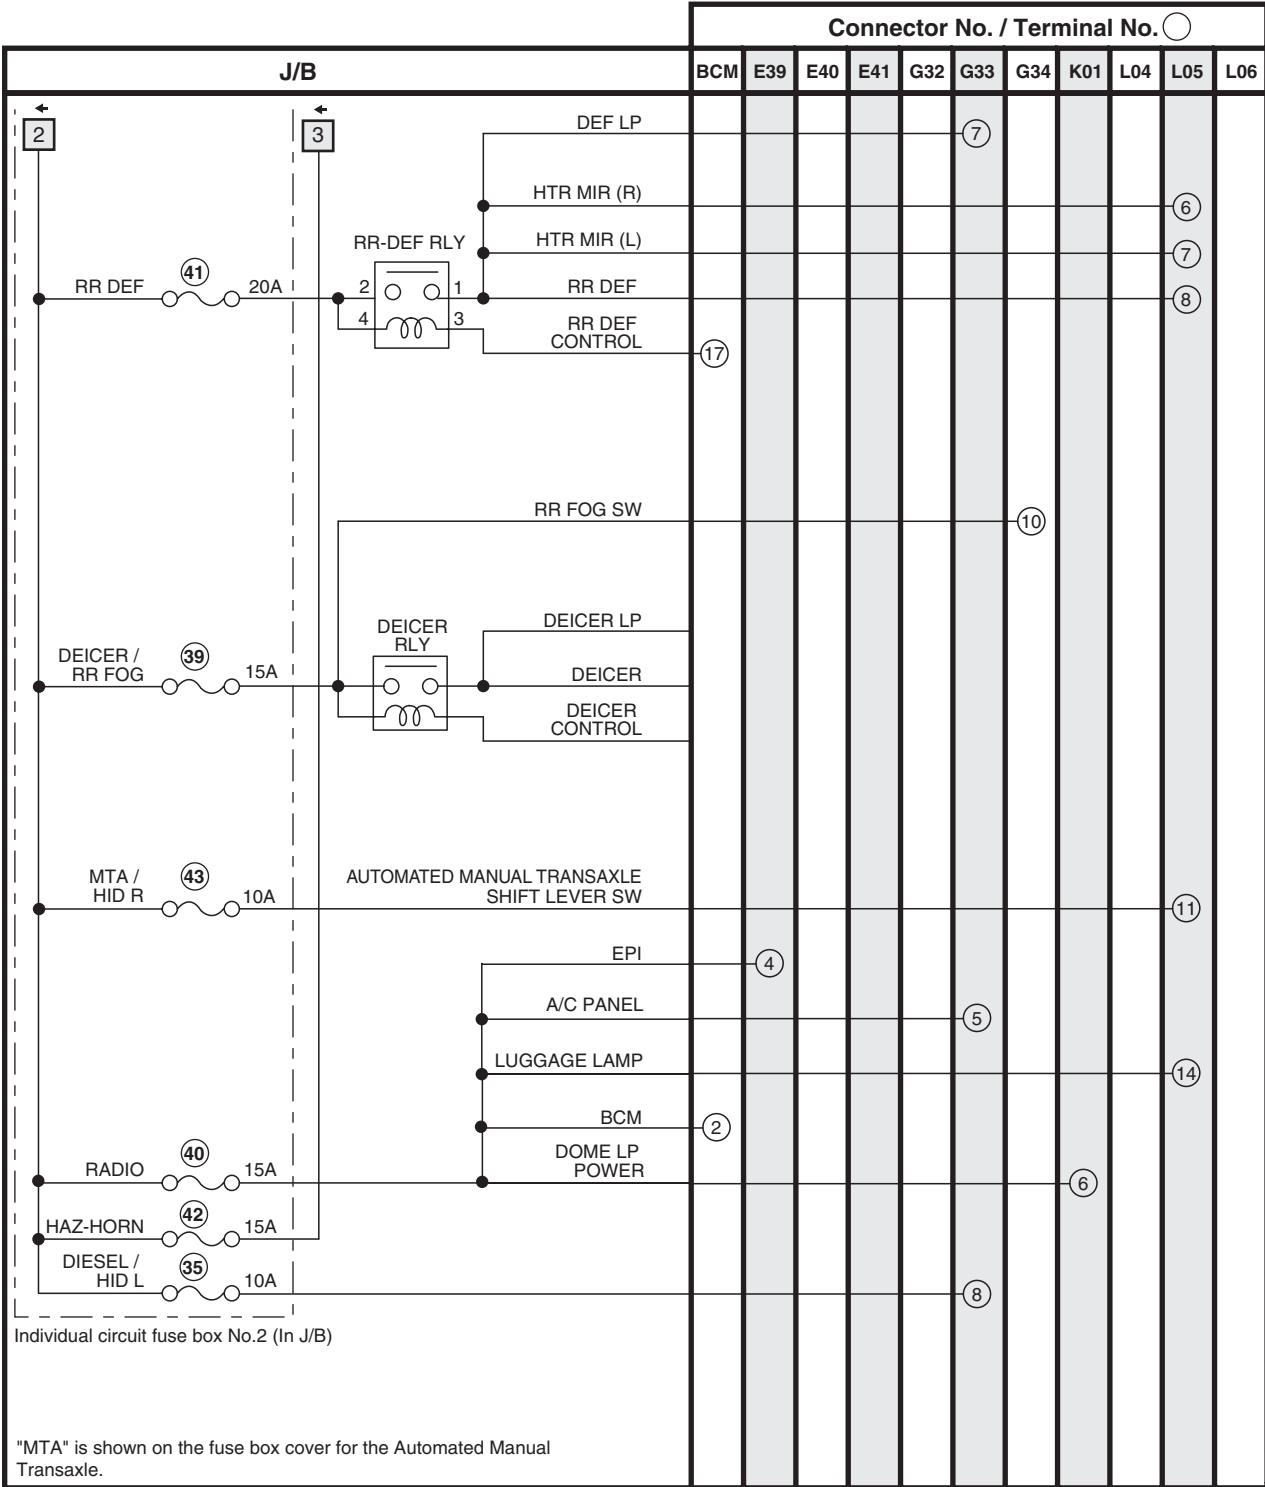 Connector No. / Terminal No.
J/B
BCM E39 E40 E41 G32 G33 G34 K01 L04 L05 L06
2
3
DEF LP
7
HTR MIR (R)
6
RR-DEF RLY
HTR MIR (L)
7
RR DEF
41
20A
2
1
RR DEF
8
4
3
RR DEF
CONTROL
17
RR FOG SW
10
DEICER
RLY
DEICER LP
DEICER /
RR FOG
39
15A
DEICER
DEICER
CONTROL
MTA /
HID R
43
10A
AUTOMATED MANUAL TRANSAXLE
SHIFT LEVER SW
11
EPI
4
A/C PANEL
5
LUGGAGE LAMP
14
BCM
2
RADIO
40
15A
DOME LP
POWER
6
HAZ-HORN
42
15A
DIESEL /
HID L
35
10A
8
Individual circuit fuse box No.2 (In J/B)
"MTA" is shown on the fuse box cover for the Automated Manual
Transaxle.